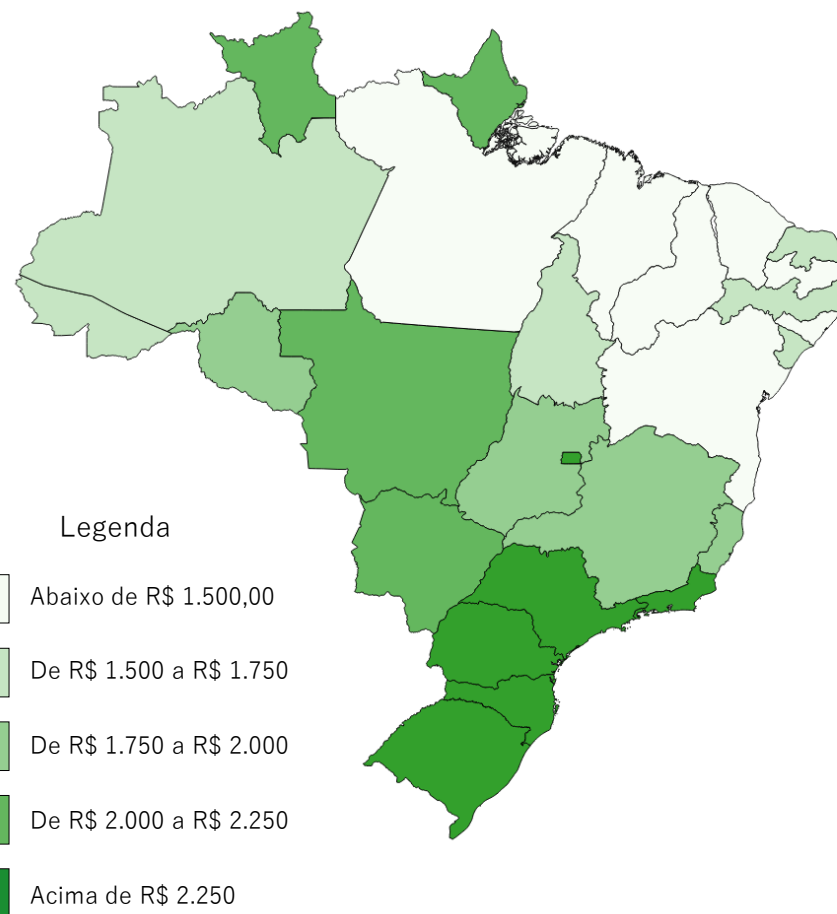 Legenda
Abaixo de R$ 1.500,00
De R$ 1.500 a R$ 1.750
De R$ 1.750 a R$ 2.000
De R$ 2.000 a R$ 2.250
Acima de R$ 2.250